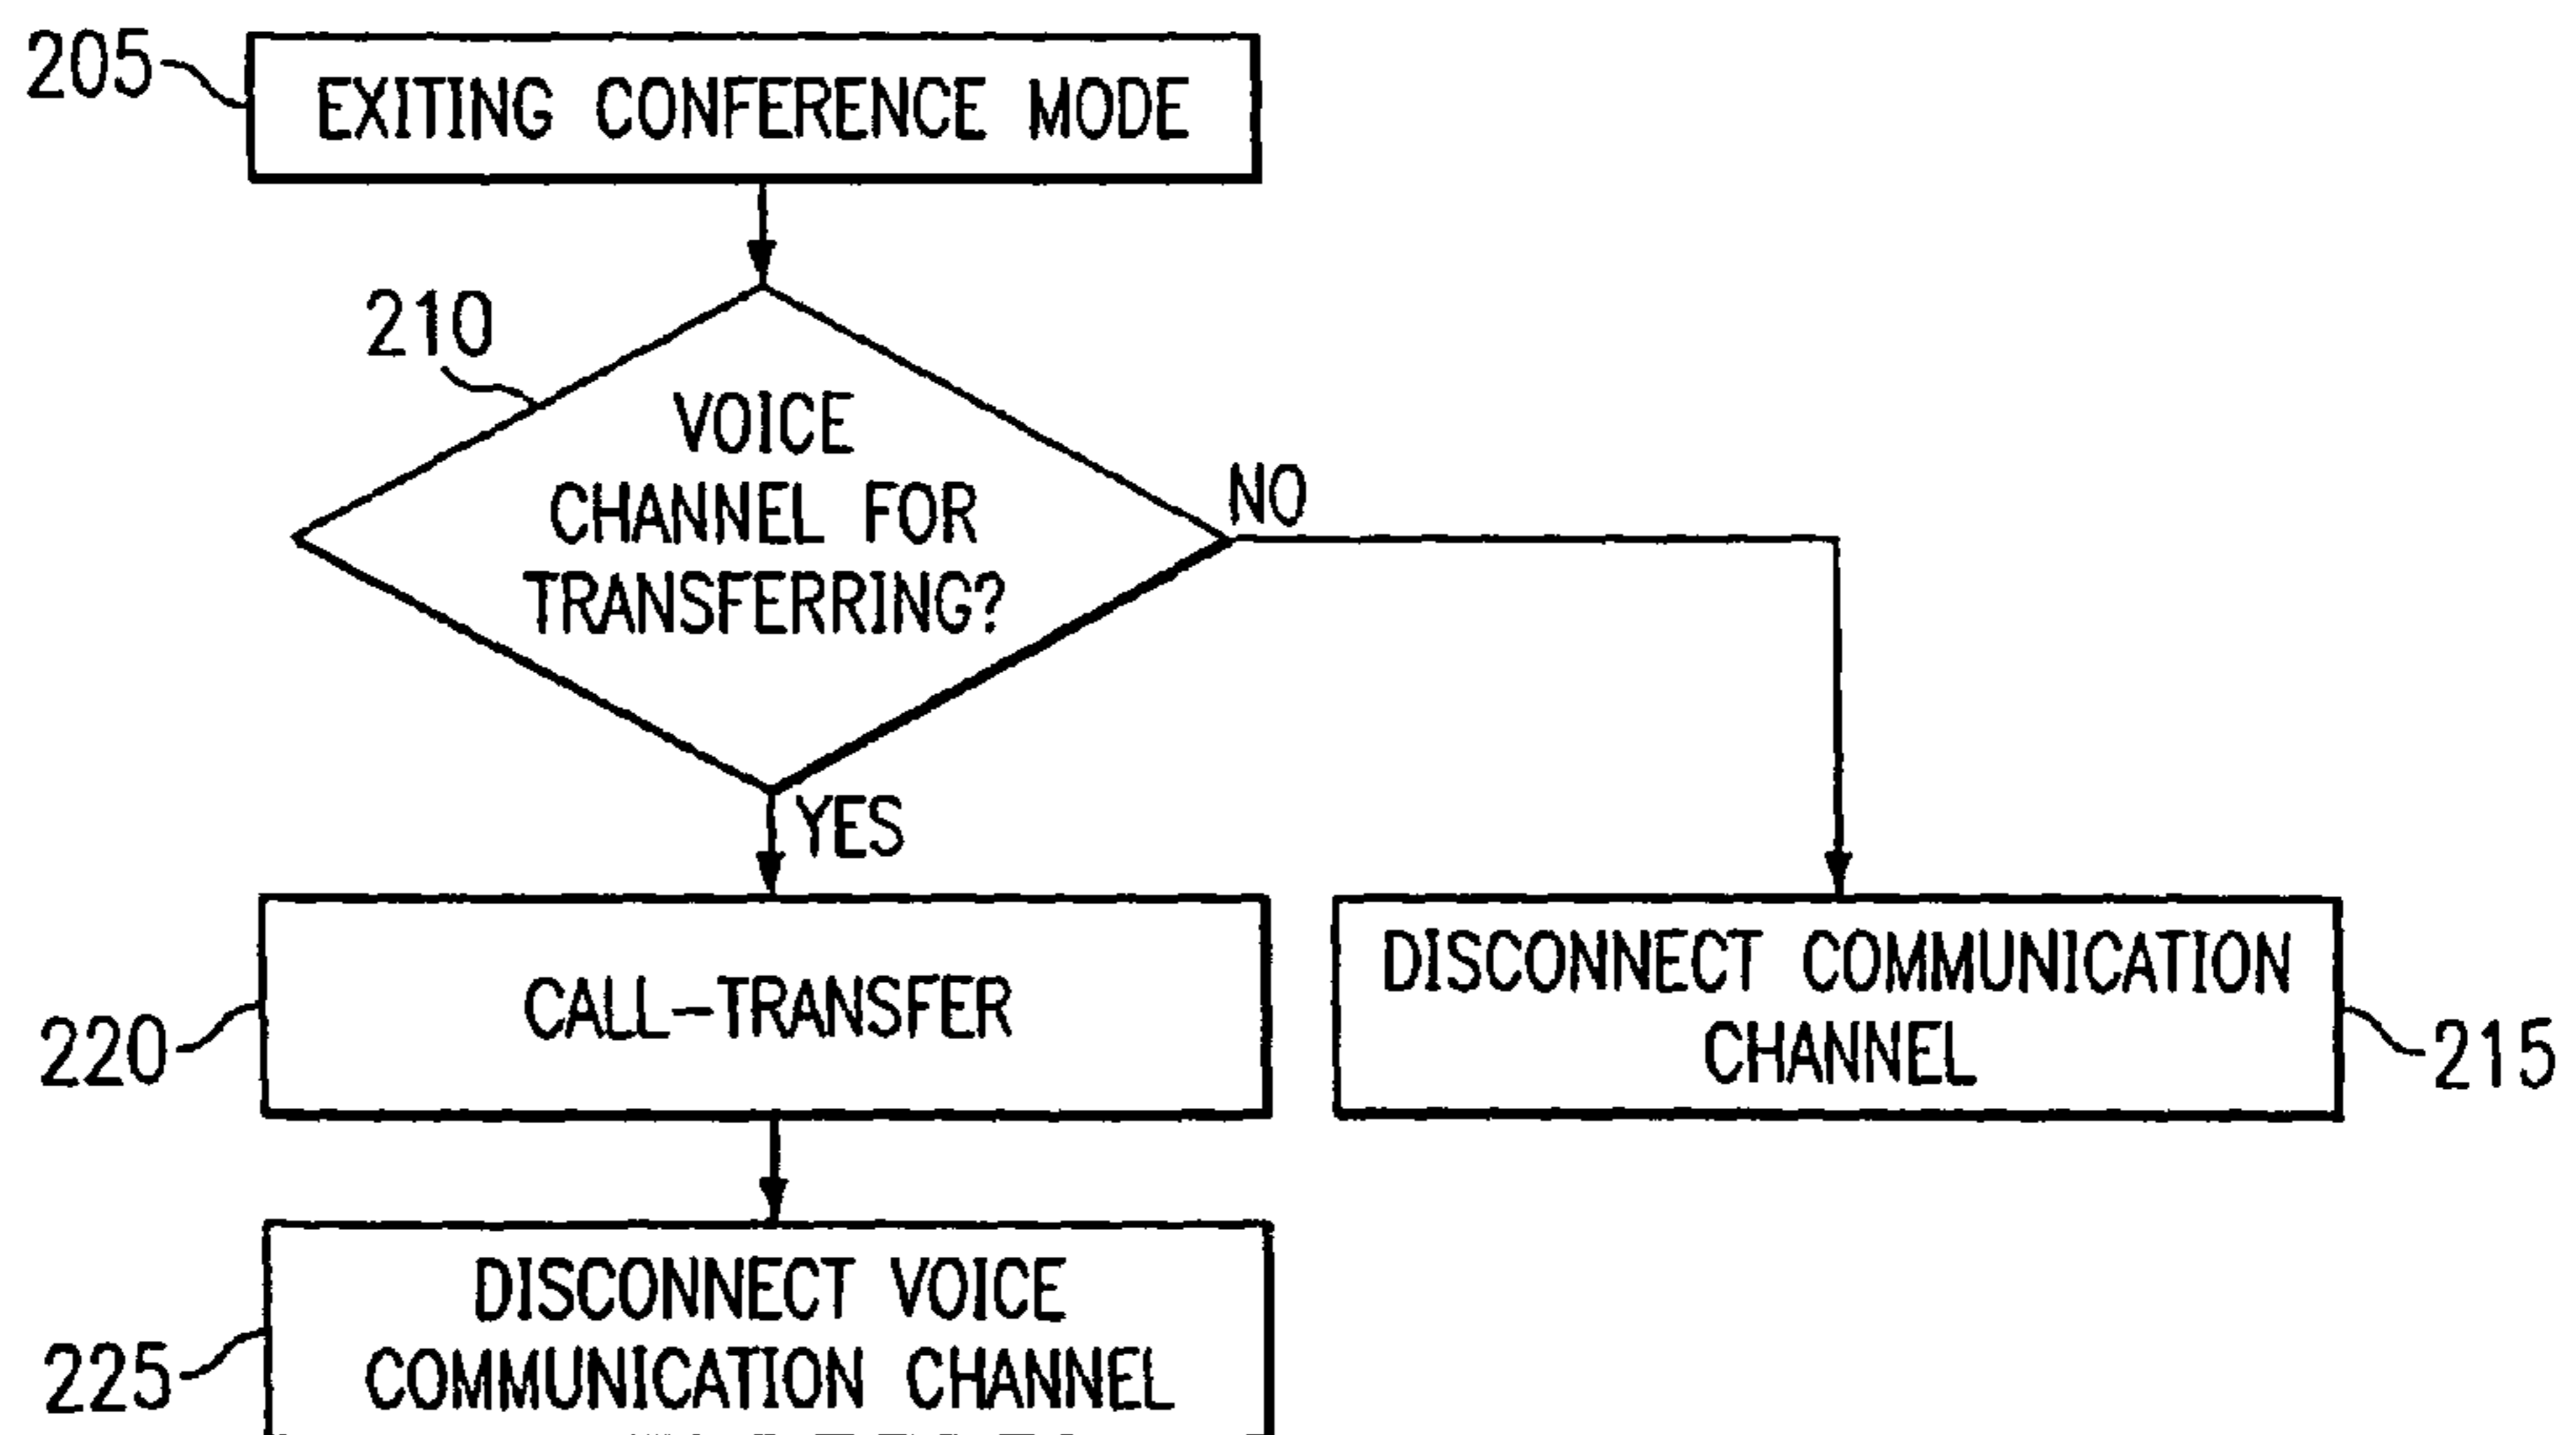 205
EXITING CONFERENCE MODE
210
VOICE
CHANNEL FOR
TRANSFERRING?
NO
YES
CALL-TRANSFER
220
DISCONNECT COMMUNICATION
CHANNEL
215
DISCONNECT VOICE
COMMUNICATION CHANNEL
225